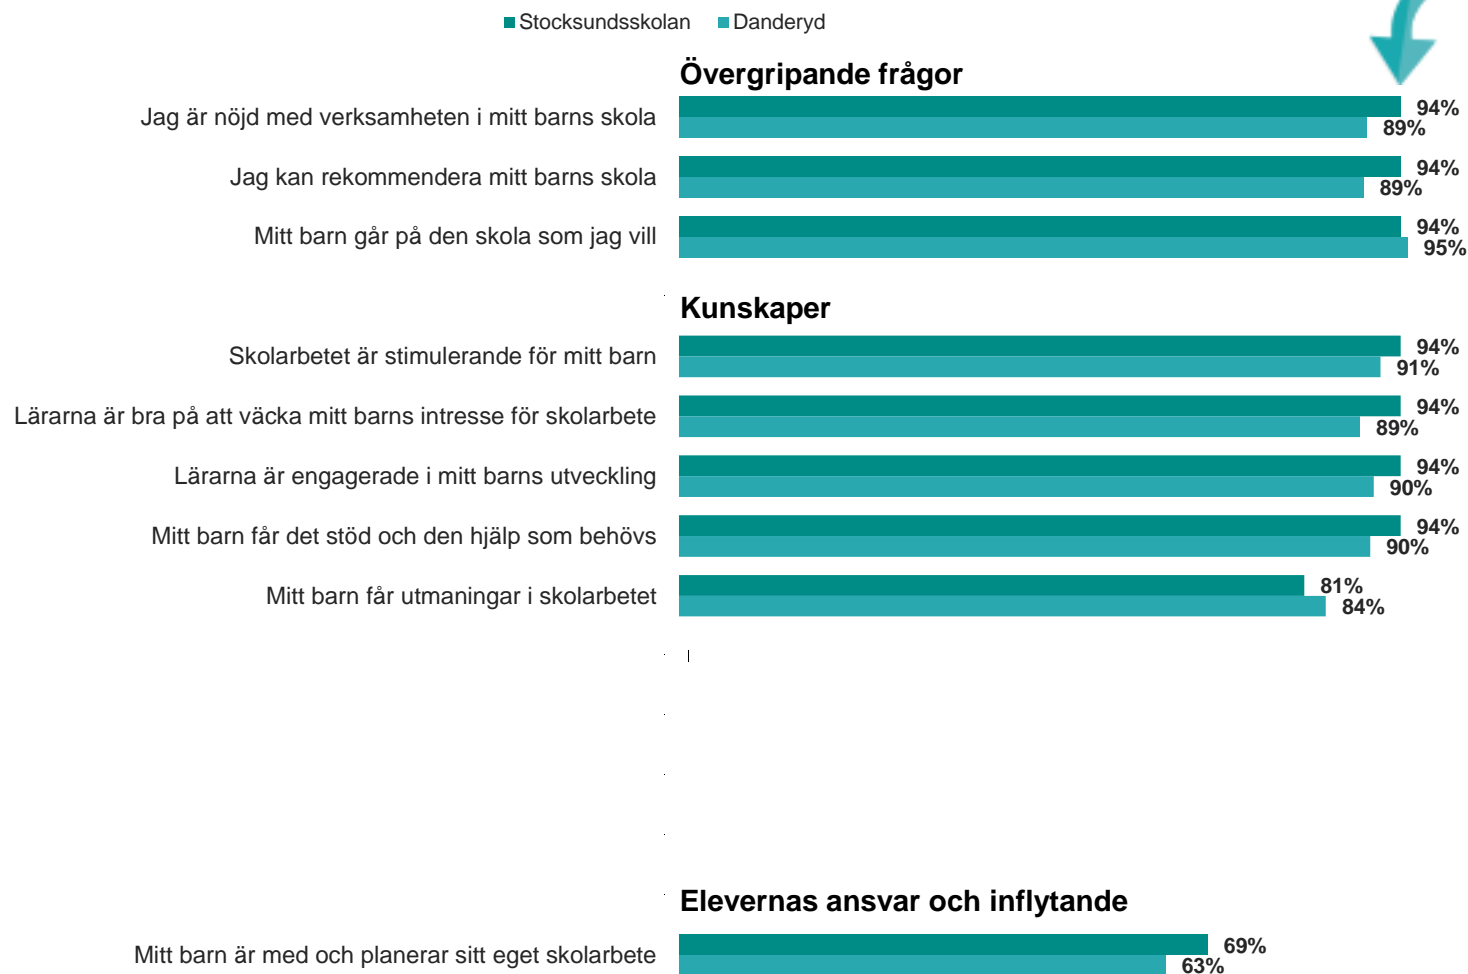 Stocksundsskolan Danderyd
Övergripande frågor
Jag är nöjd med verksamheten i mitt barns skola 94%
89%
Jag kan rekommendera mitt barns skola 94%
89%
Mitt barn går på den skola som jag vill 94%
95%
Kunskaper
Skolarbetet är stimulerande för mitt barn 94%
91%
Lärarna är bra på att väcka mitt barns intresse för skolarbete 94%
89%
Lärarna är engagerade i mitt barns utveckling 94%
90%
Mitt barn får det stöd och den hjälp som behövs 94%
90%
Mitt barn får utmaningar i skolarbetet 81%
84%
Elevernas ansvar och inflytande
Mitt barn är med och planerar sitt eget skolarbete 69%
63%